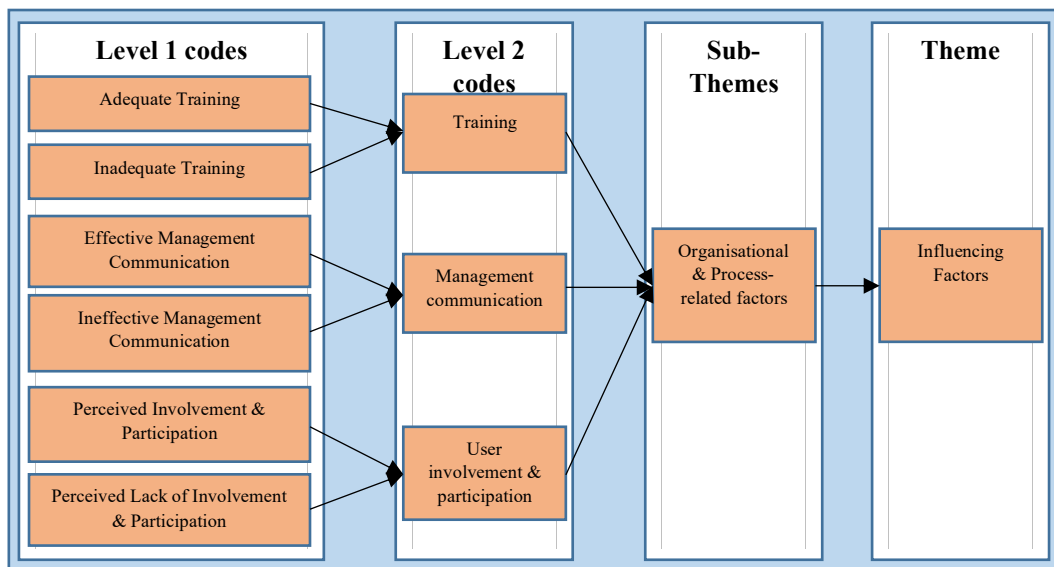 Level 1 codes
Adequate Training
Inadequate Training
Effective Management
Communication
Ineffective Management
Communication
Perceived Involvement &
Participation
Perceived Lack of Involvement
& Participation
Level 2
codes
Training
Management
communication
User
involvement &
participation
Sub-
Themes
Organisational
& Process-
related factors
Theme
Influencing
Factors